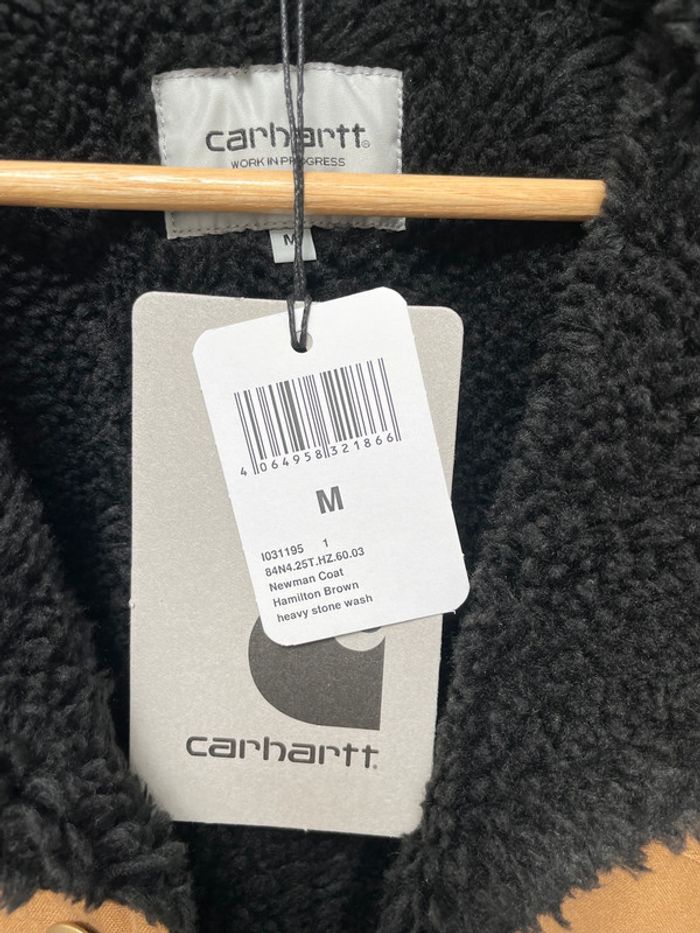 carhartt
WORK IN PROGRESS
M
4 064958 321866
M
I031195 1
84N4.25T.HZ.60.03
Newman Coat
Hamilton Brown
heavy stone wash
carhartt